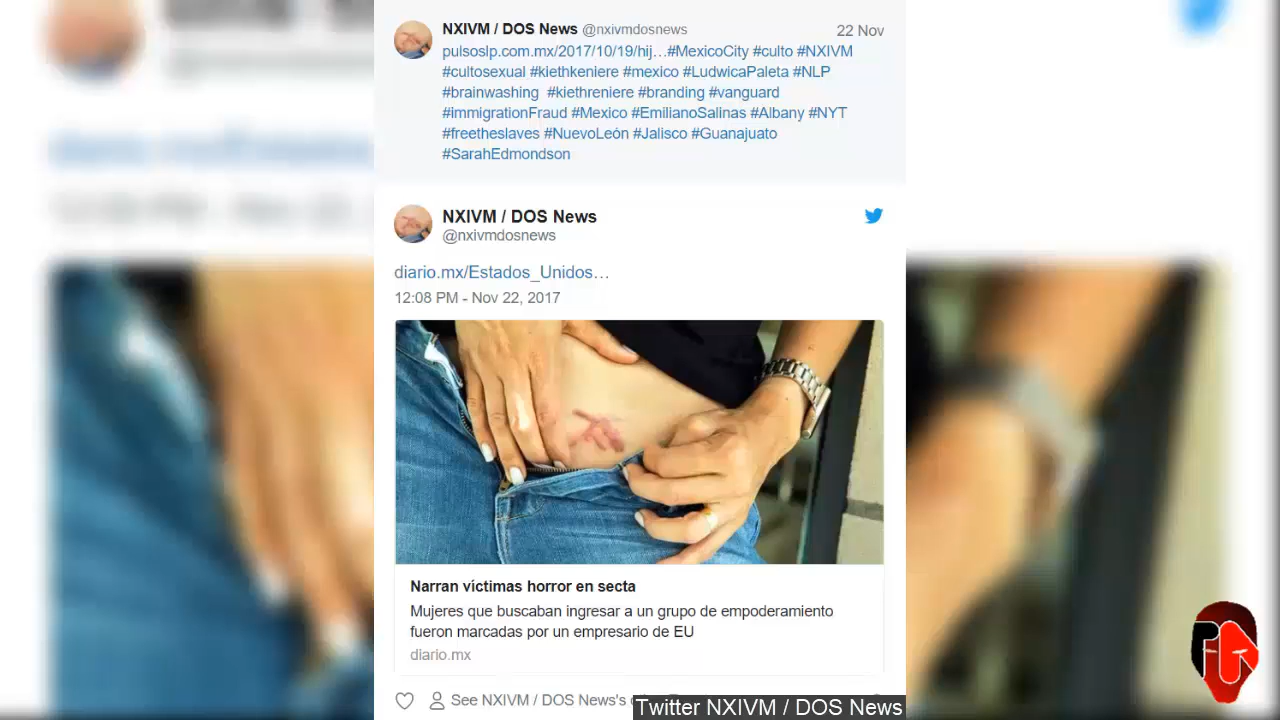 NXIVM / DOS News @nxivmdosnews 22 Nov
pulsoslp.com.mx/2017/10/19/hij…#MexicoCity #culto #NXIVM
#cultosexual #kiethkeniere #mexico #LudwicaPaleta #NLP
#brainwashing #kiethreniere #branding #vanguard
#immigrationFraud #Mexico #EmilianoSalinas #Albany #NYT
#freetheslaves #NuevoLeón #Jalisco #Guanajuato
#SarahEdmondson
NXIVM / DOS News
@nxivmdosnews
diario.mx/Estados_Unidos…
12:08 PM - Nov 22, 2017
Narran víctimas horror en secta
Mujeres que buscaban ingresar a un grupo de empoderamiento
fueron marcadas por un empresario de EU
diario.mx
See NXIVM / DOS News's
Twitter NXIVM / DOS News